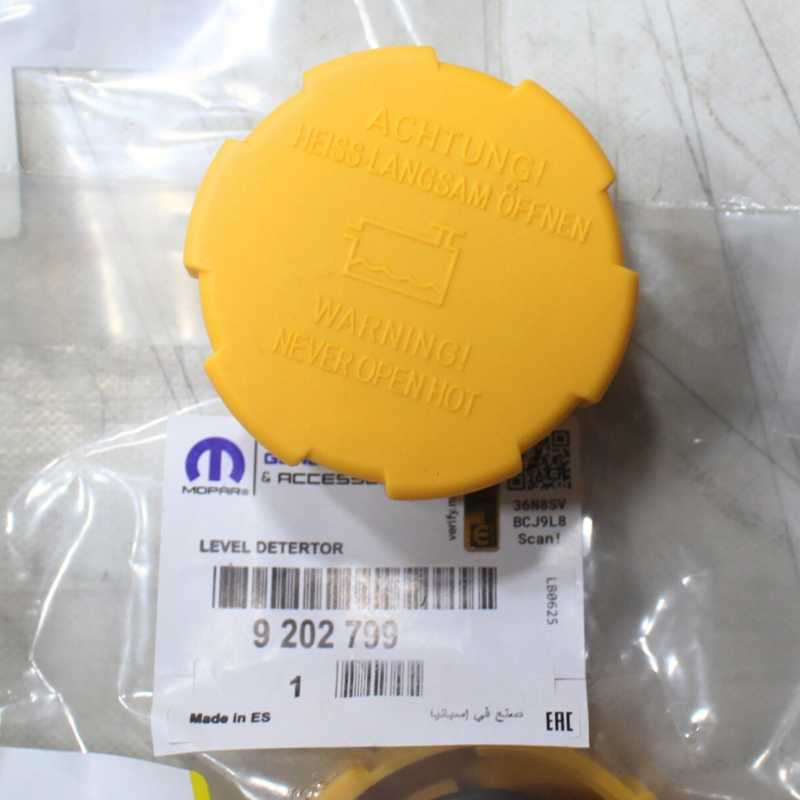 ACHTUNG!
HEISS-LANGSAM ÖFFNEN
WARNING!
NEVER OPEN HOT
MOPAR®
& ACCESS
verify.m
36N8SV
BCJ9L8
Scan!
LEVEL DETERTOR
LB0625
9 202 799
1
Made in ES
صنع في إسبانيا
EAC